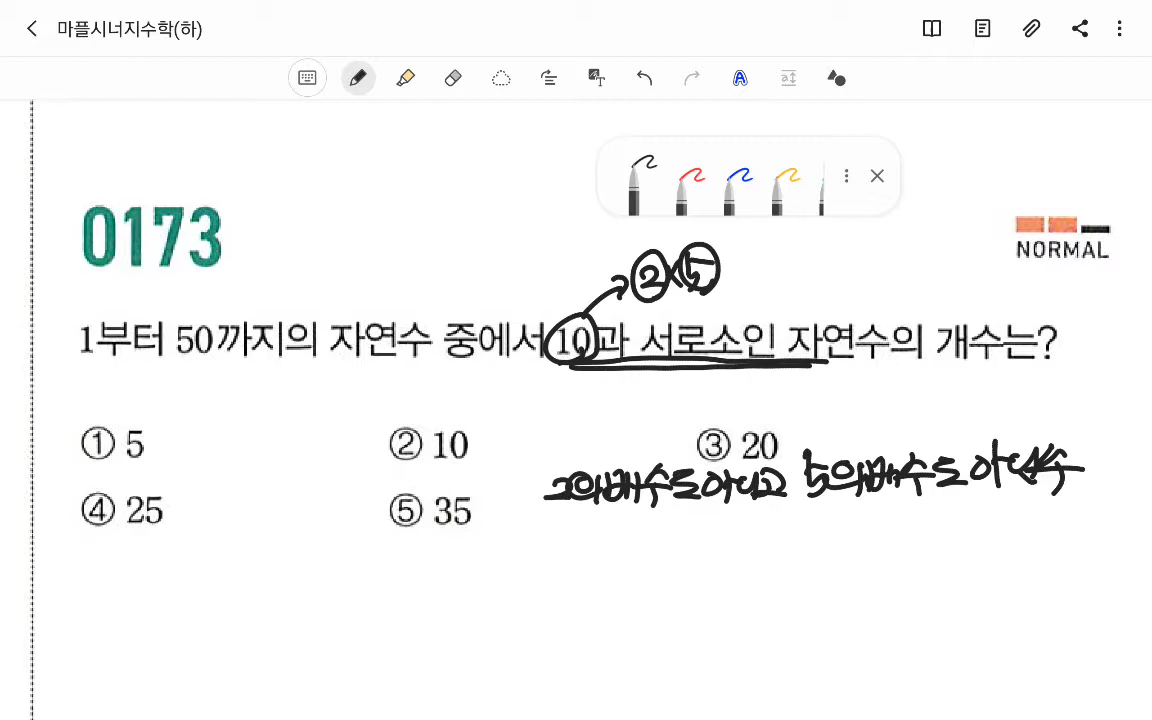 마플시너지수학(하)
0173
NORMAL
2×5
1부터 50까지의 자연수 중에서 10과 서로소인 자연수의 개수는?
① 5 ② 10 ③ 20
2의배수도아니고 5의배수도 아닌수
④ 25 ⑤ 35